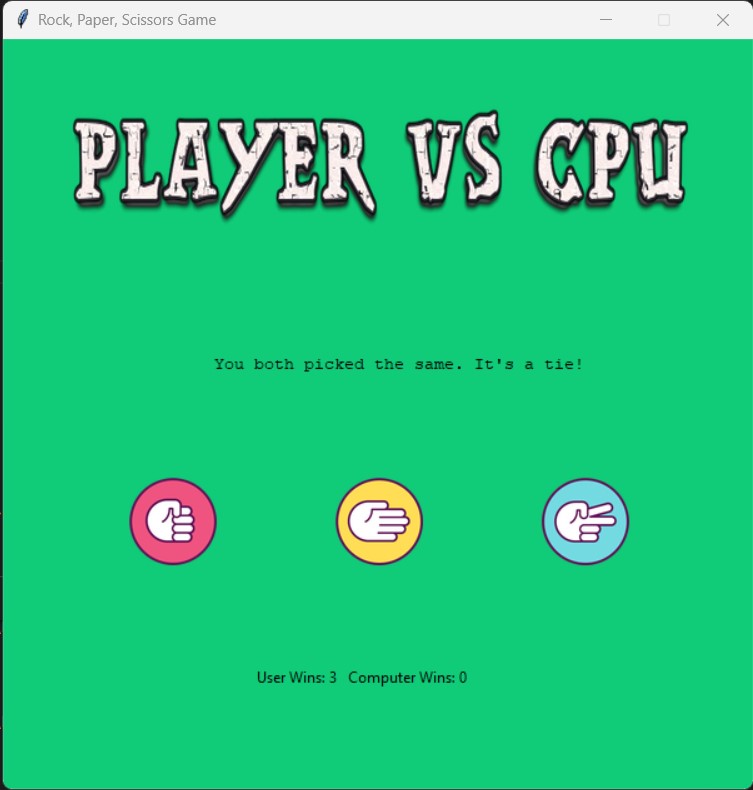 Rock, Paper, Scissors Game
PLAYER VS CPU
You both picked the same. It's a tie!
User Wins: 3 Computer Wins: 0